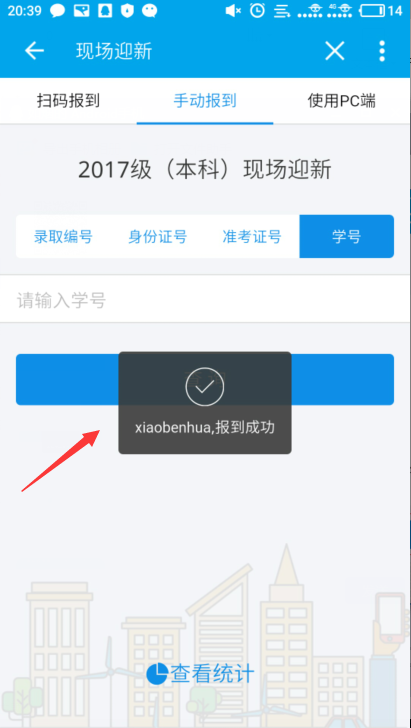 20:39
4G
14
现场迎新
扫码报到
手动报到
使用PC端
2017级（本科）现场迎新
录取编号
身份证号
准考证号
学号
请输入学号
xiaobenhua,报到成功
查看统计